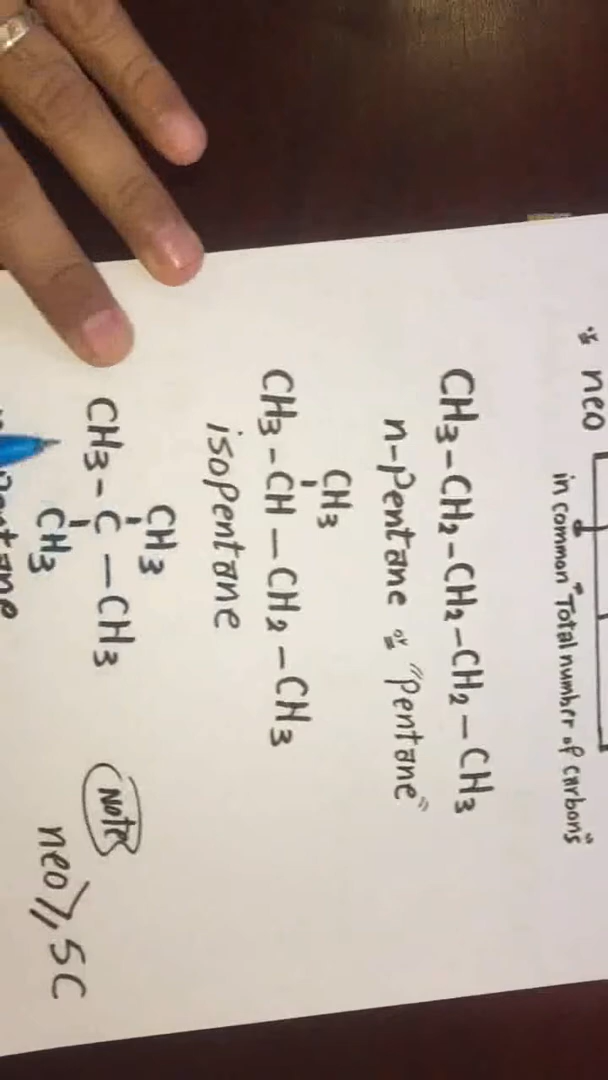 * neo
in common "Total number of carbons"
CH3-CH2-CH2-CH2-CH3
n-Pentane or "Pentane"
CH3
CH3-CH-CH2-CH3
isopentane
CH3
CH3-C-CH3
CH3
Note
neo ⩾ 5C